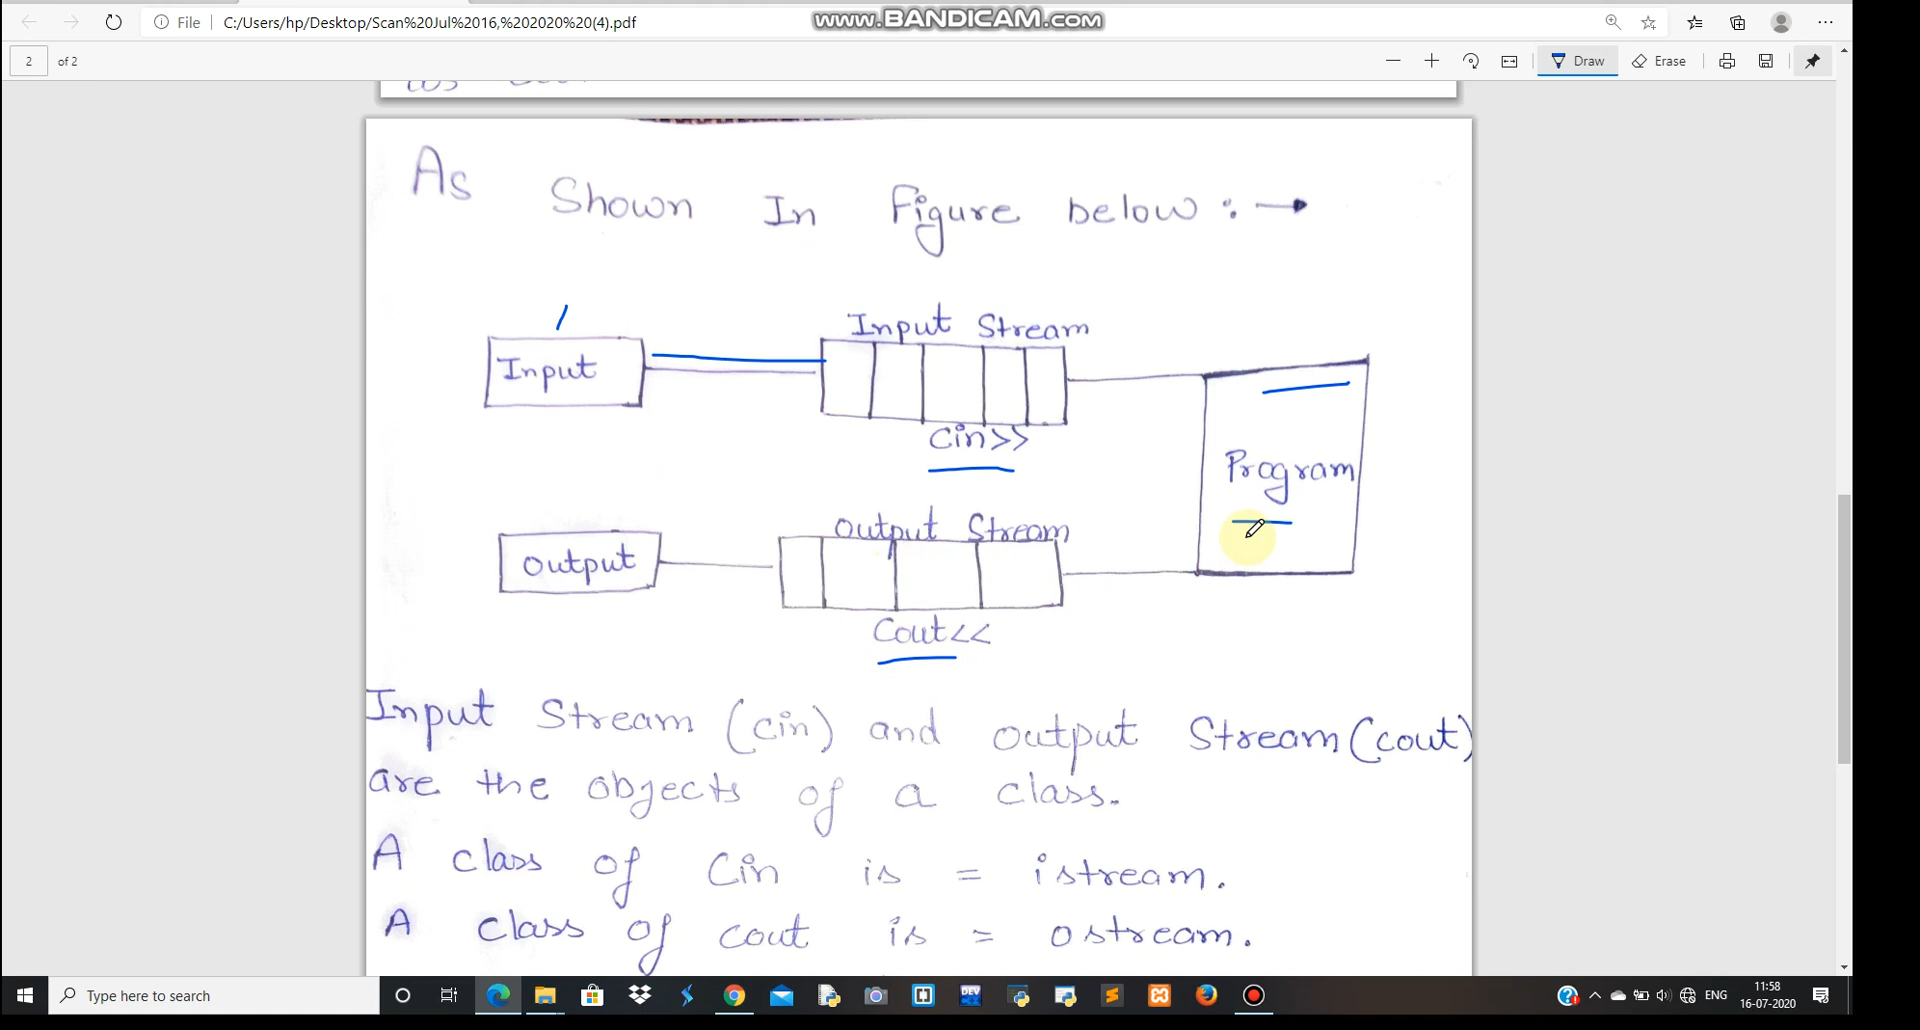 File
C:/Users/hp/Desktop/Scan%20Jul%2016,%202020%20(4).pdf
www.BANDICAM.com
2 of 2
Draw
Erase
As Shown In Figure below :→
Input
Input Stream
Cin>>
Program
Output Stream
Output
Cout<<
Input Stream (cin) and output Stream (cout)
are the objects of a class.
A class of Cin is = istream.
A class of cout is = ostream.
Type here to search
DEV
ENG
11:58
16-07-2020